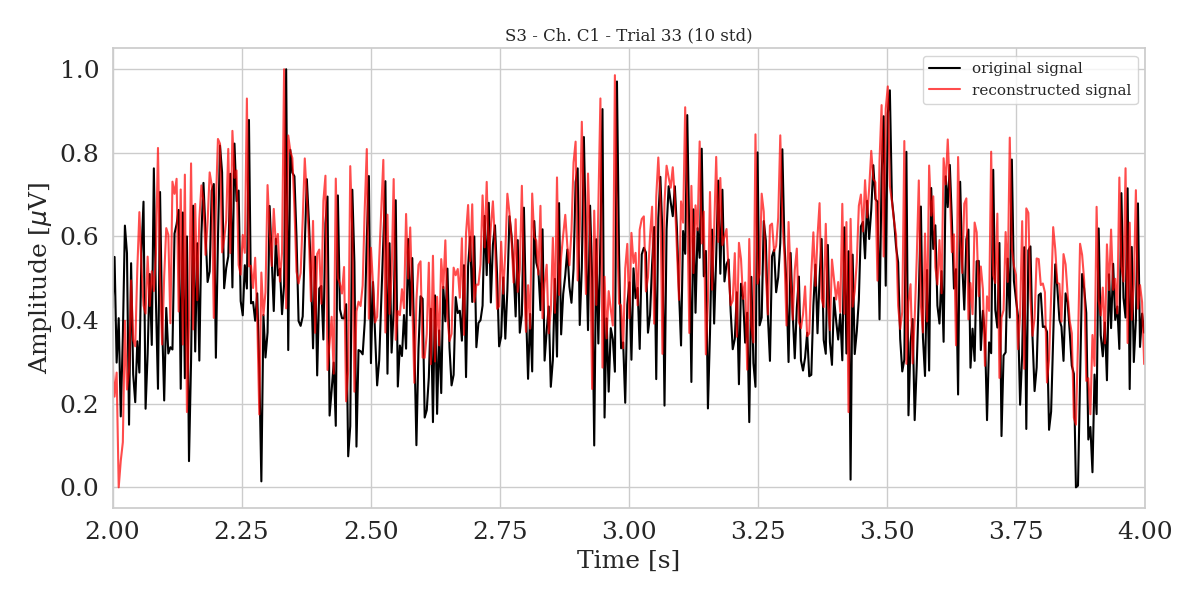 S3 - Ch. C1 - Trial 33 (10 std)
original signal
reconstructed signal
Amplitude [μV]
1.0
0.8
0.6
0.4
0.2
0.0
2.00 2.25 2.50 2.75 3.00 3.25 3.50 3.75 4.00
Time [s]